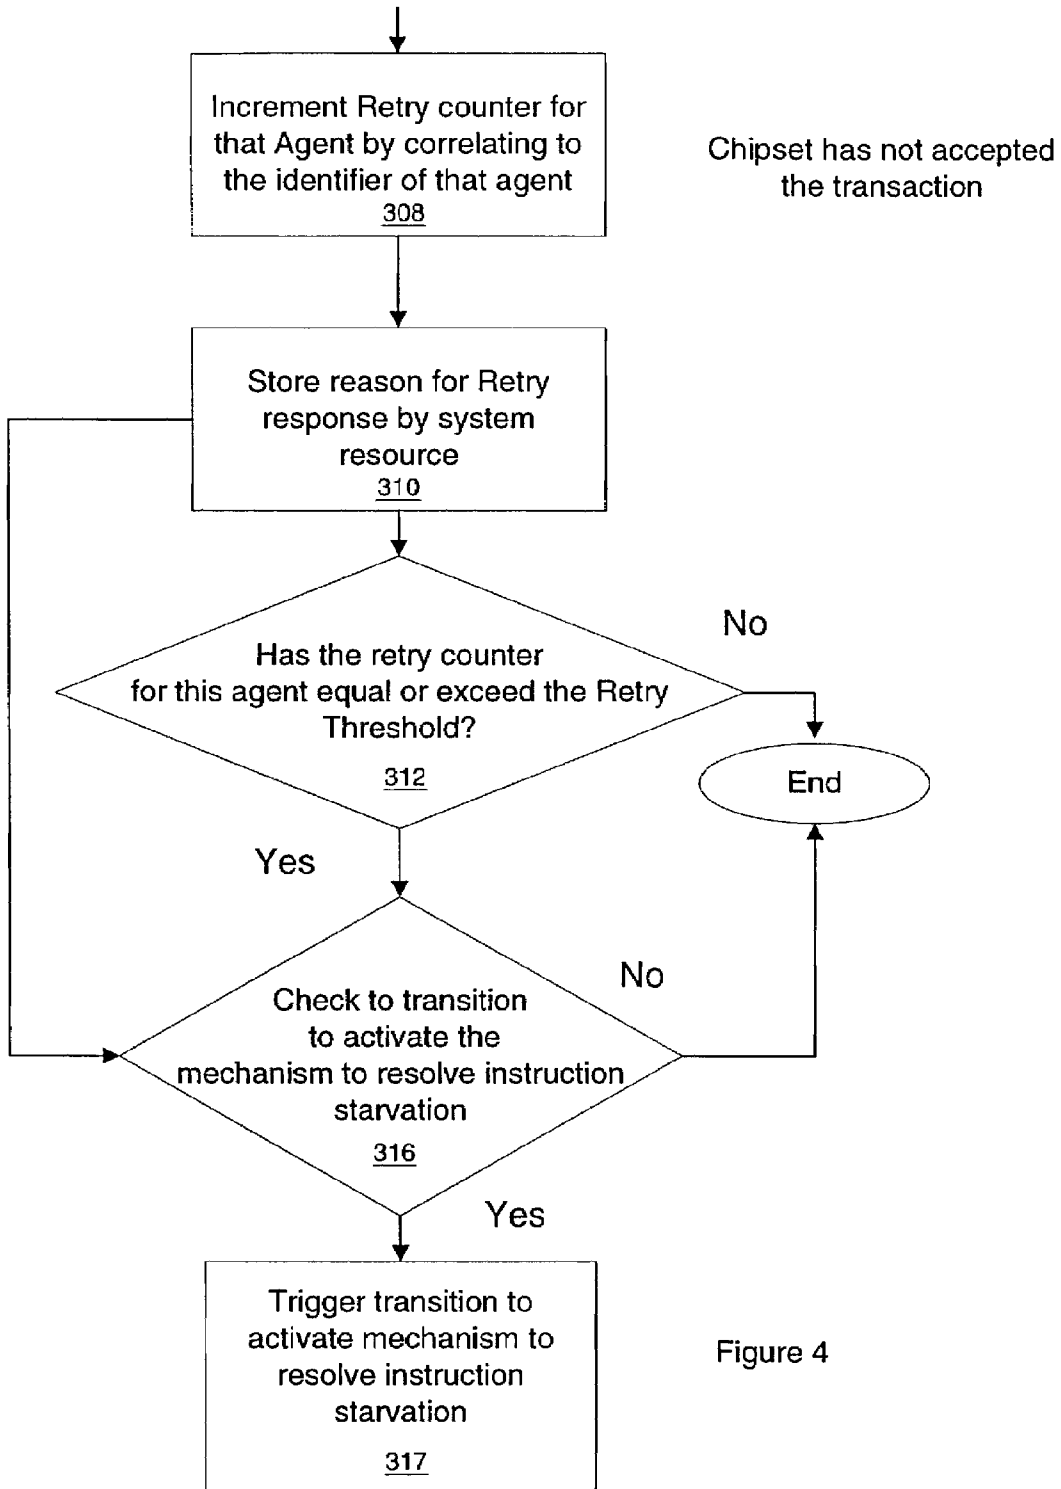 Increment Retry counter for
that Agent by correlating to
the identifier of that agent
308
Chipset has not accepted
the transaction
Store reason for Retry
response by system
resource
310
Has the retry counter
for this agent equal or exceed the Retry
Threshold?
312
No
End
Yes
Check to transition
to activate the
mechanism to resolve instruction
starvation
316
No
Yes
Trigger transition to
activate mechanism to
resolve instruction
starvation
317
Figure 4